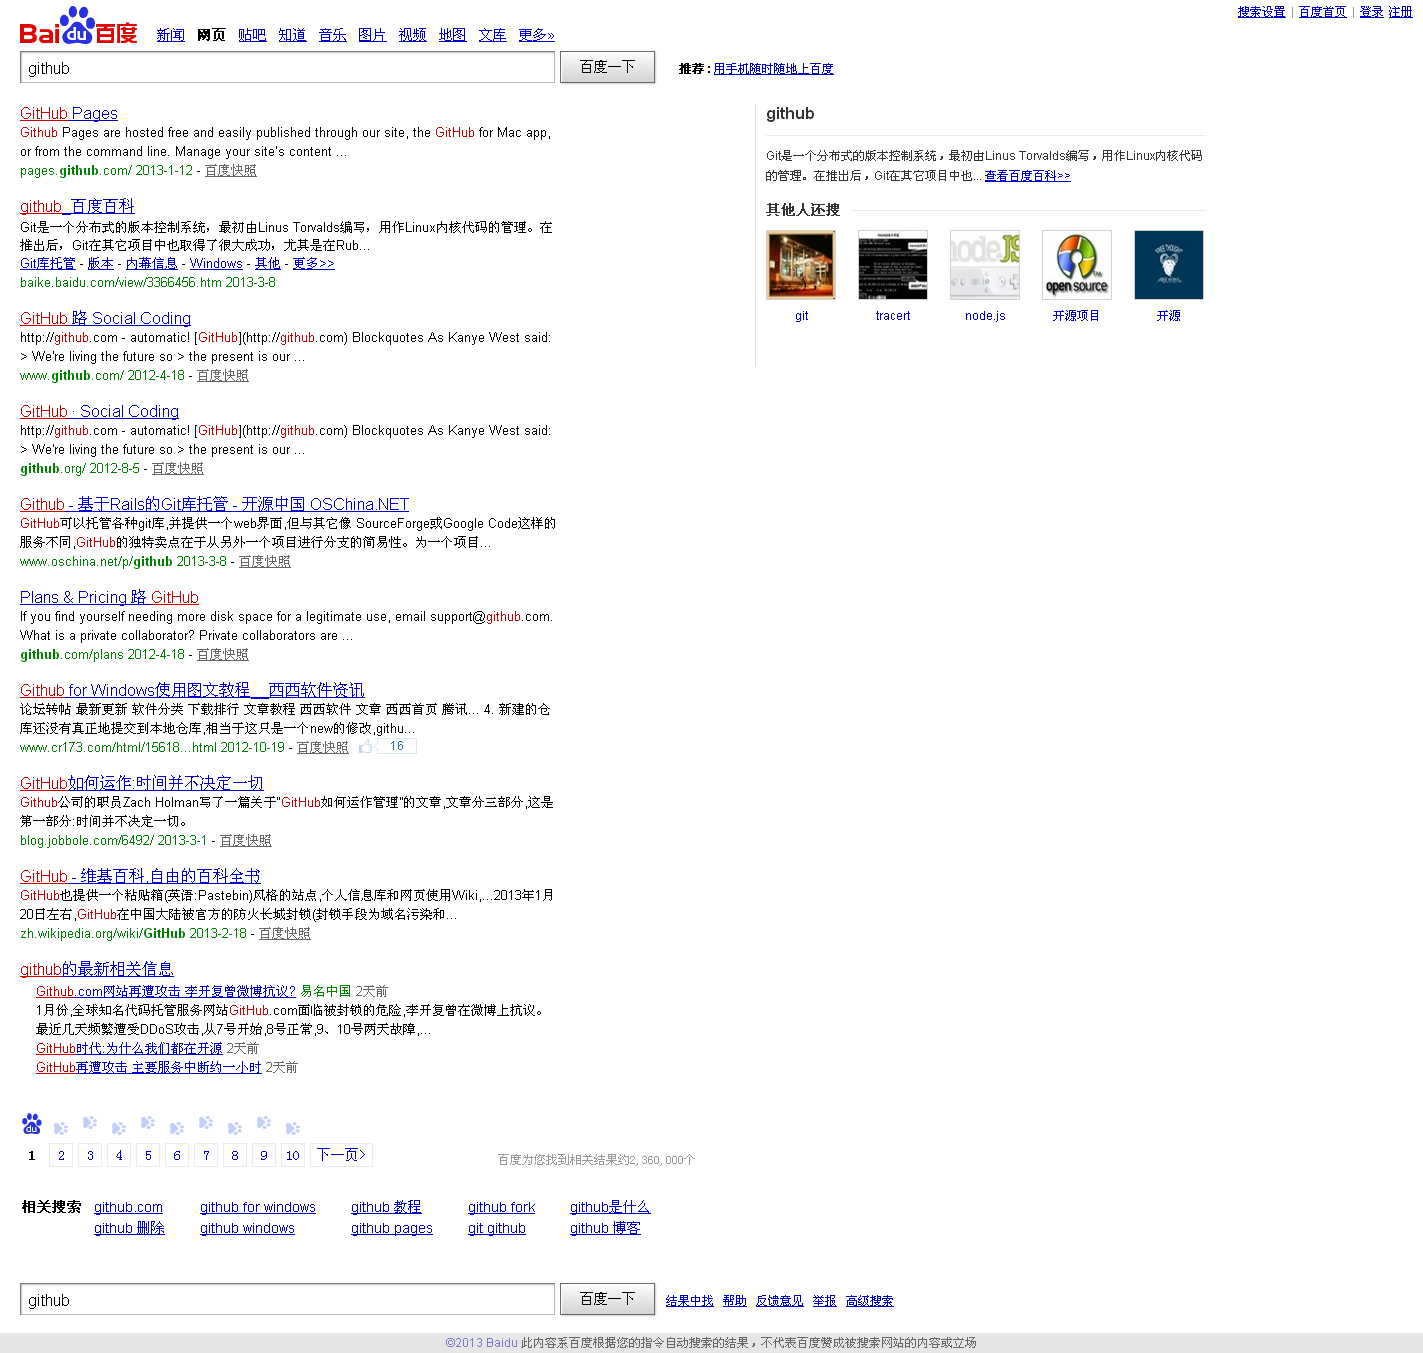 搜索设置 | 百度首页 | 登录 注册
Bai du 百度 新闻 网页 贴吧 知道 音乐 图片 视频 地图 文库 更多»
github 百度一下 推荐 : 用手机随时随地上百度
GitHub Pages
Github Pages are hosted free and easily published through our site, the GitHub for Mac app,
or from the command line. Manage your site's content ...
pages.github.com/ 2013-1-12 - 百度快照
github_百度百科
Git是一个分布式的版本控制系统，最初由Linus Torvalds编写，用作Linux内核代码的管理。在
推出后，Git在其它项目中也取得了很大成功，尤其是在Rub...
Git库托管 - 版本 - 内幕信息 - Windows - 其他 - 更多>>
baike.baidu.com/view/3366456.htm 2013-3-8
GitHub 路 Social Coding
http://github.com - automatic! [GitHub](http://github.com) Blockquotes As Kanye West said:
> We're living the future so > the present is our ...
www.github.com/ 2012-4-18 - 百度快照
GitHub · Social Coding
http://github.com - automatic! [GitHub](http://github.com) Blockquotes As Kanye West said:
> We're living the future so > the present is our ...
github.org/ 2012-8-5 - 百度快照
Github - 基于Rails的Git库托管 - 开源中国 OSChina.NET
GitHub可以托管各种git库,并提供一个web界面,但与其它像 SourceForge或Google Code这样的
服务不同,GitHub的独特卖点在于从另外一个项目进行分支的简易性。为一个项目...
www.oschina.net/p/github 2013-3-8 - 百度快照
Plans & Pricing 路 GitHub
If you find yourself needing more disk space for a legitimate use, email support@github.com.
What is a private collaborator? Private collaborators are ...
github.com/plans 2012-4-18 - 百度快照
Github for Windows使用图文教程__西西软件资讯
论坛转帖 最新更新 软件分类 下载排行 文章教程 西西软件 文章 西西首页 腾讯... 4. 新建的仓
库还没有真正地提交到本地仓库,相当于这只是一个new的修改,githu...
www.cr173.com/html/15618...html 2012-10-19 - 百度快照 16
GitHub如何运作:时间并不决定一切
Github公司的职员Zach Holman写了一篇关于“GitHub如何运作管理”的文章,文章分三部分,这是
第一部分:时间并不决定一切。
blog.jobbole.com/6492/ 2013-3-1 - 百度快照
GitHub - 维基百科,自由的百科全书
GitHub也提供一个粘贴箱(英语:Pastebin)风格的站点,个人信息库和网页使用Wiki,...2013年1月
20日左右,GitHub在中国大陆被官方的防火长城封锁(封锁手段为域名污染和...
zh.wikipedia.org/wiki/GitHub 2013-2-18 - 百度快照
github的最新相关信息
Github.com网站再遭攻击 李开复曾微博抗议? 易名中国 2天前
1月份,全球知名代码托管服务网站GitHub.com面临被封锁的危险,李开复曾在微博上抗议。
最近几天频繁遭受DDoS攻击,从7号开始,8号正常,9、10号两天故障,...
GitHub时代:为什么我们都在开源 2天前
GitHub再遭攻击 主要服务中断约一小时 2天前
github
Git是一个分布式的版本控制系统，最初由Linus Torvalds编写，用作Linux内核代码
的管理。在推出后，Git在其它项目中也... 查看百度百科>>
其他人还搜
node JS
open source
git tracert node.js 开源项目 开源
du
1 2 3 4 5 6 7 8 9 10 下一页>
百度为您找到相关结果约2,360,000个
相关搜索 github.com github for windows github 教程 github fork github是什么
github 删除 github windows github pages git github github 博客
github 百度一下 结果中找 帮助 反馈意见 举报 高级搜索
©2013 Baidu 此内容系百度根据您的指令自动搜索的结果，不代表百度赞成被搜索网站的内容或立场